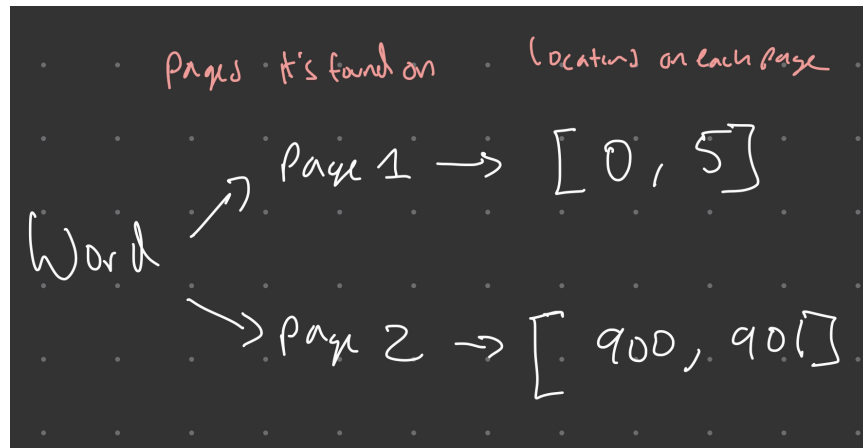 Pages it's found on
Locations on each page
Page 1 → [0, 5]
Word
Page 2 → [900, 901]